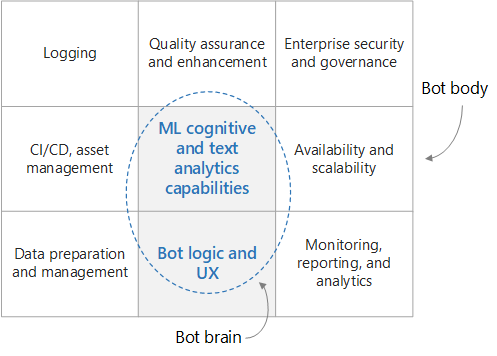 Logging
Quality assurance
and enhancement
Enterprise security
and governance
Bot body
CI/CD, asset
management
ML cognitive
and text
analytics
capabilities
Availability and
scalability
Data preparation
and management
Bot logic and
UX
Monitoring,
reporting, and
analytics
Bot brain